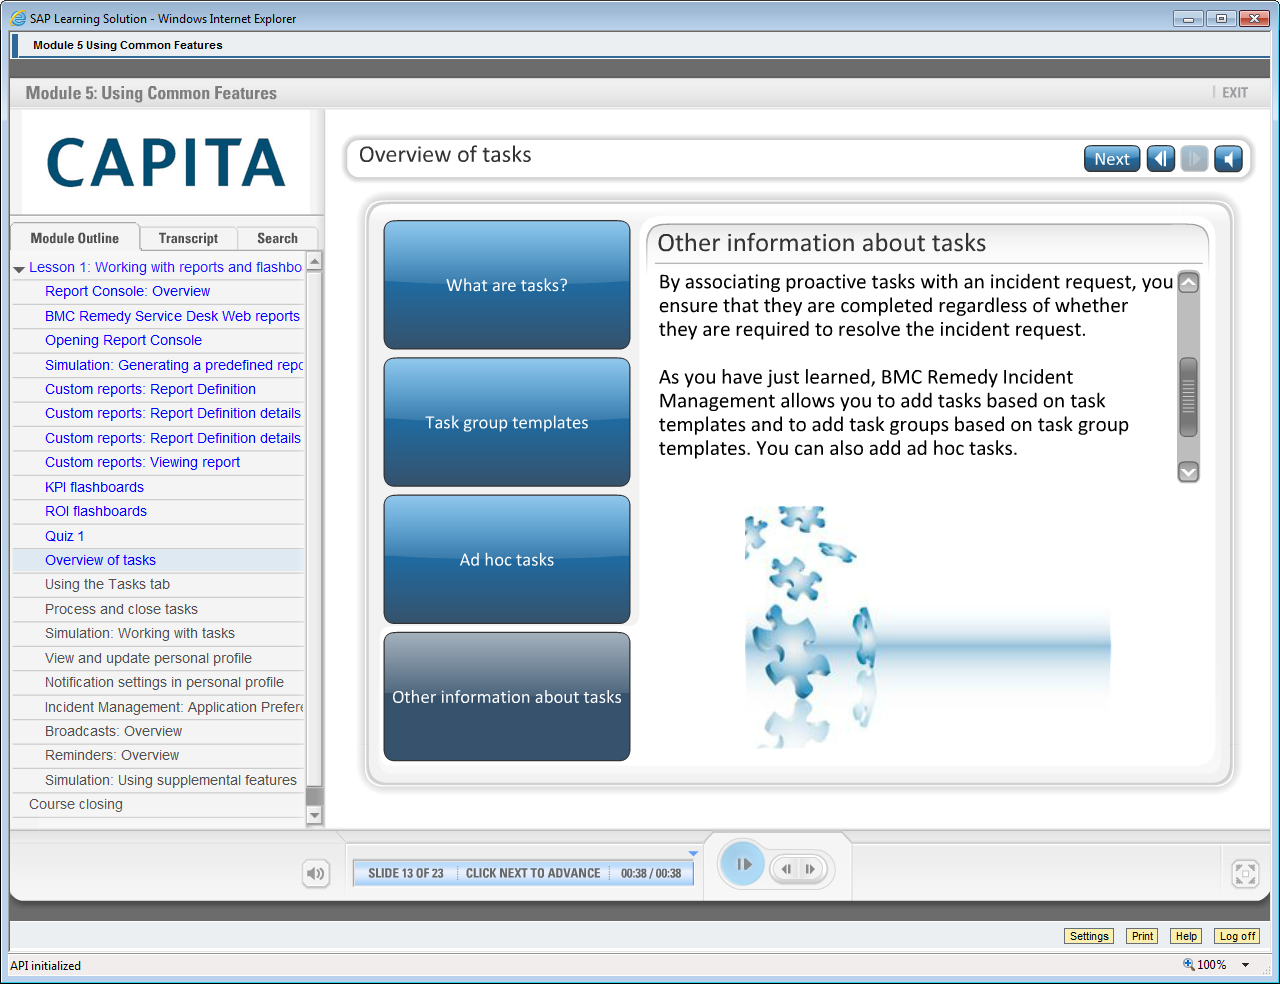 SAP Learning Solution - Windows Internet Explorer
Module 5 Using Common Features
Module 5: Using Common Features
EXIT
CAPITA
Module Outline
Transcript
Search
Lesson 1: Working with reports and flashbo
Report Console: Overview
BMC Remedy Service Desk Web reports
Opening Report Console
Simulation: Generating a predefined repo
Custom reports: Report Definition
Custom reports: Report Definition details
Custom reports: Report Definition details
Custom reports: Viewing report
KPI flashboards
ROI flashboards
Quiz 1
Overview of tasks
Using the Tasks tab
Process and close tasks
Simulation: Working with tasks
View and update personal profile
Notification settings in personal profile
Incident Management: Application Prefere
Broadcasts: Overview
Reminders: Overview
Simulation: Using supplemental features
Course closing
Overview of tasks
Next
What are tasks?
Task group templates
Ad hoc tasks
Other information about tasks
Other information about tasks
By associating proactive tasks with an incident request, you
ensure that they are completed regardless of whether
they are required to resolve the incident request.
As you have just learned, BMC Remedy Incident
Management allows you to add tasks based on task
templates and to add task groups based on task group
templates. You can also add ad hoc tasks.
SLIDE 13 OF 23
CLICK NEXT TO ADVANCE
00:38 / 00:38
Settings
Print
Help
Log off
API initialized
100%